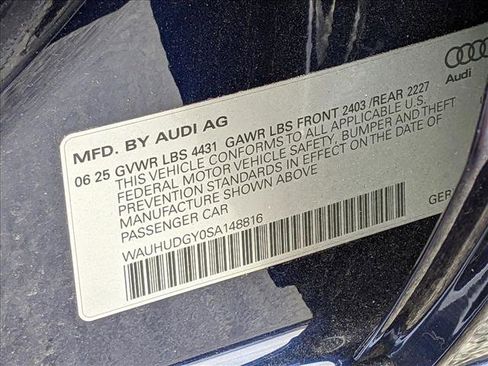 Audi
MFD. BY AUDI AG
06 25 GVWR LBS 4431 GAWR LBS FRONT 2403 /REAR 2227
THIS VEHICLE CONFORMS TO ALL APPLICABLE U.S.
FEDERAL MOTOR VEHICLE SAFETY, BUMPER AND THEFT
PREVENTION STANDARDS IN EFFECT ON THE DATE OF
MANUFACTURE SHOWN ABOVE
PASSENGER CAR
WAUHUDGY0SA148816
GER